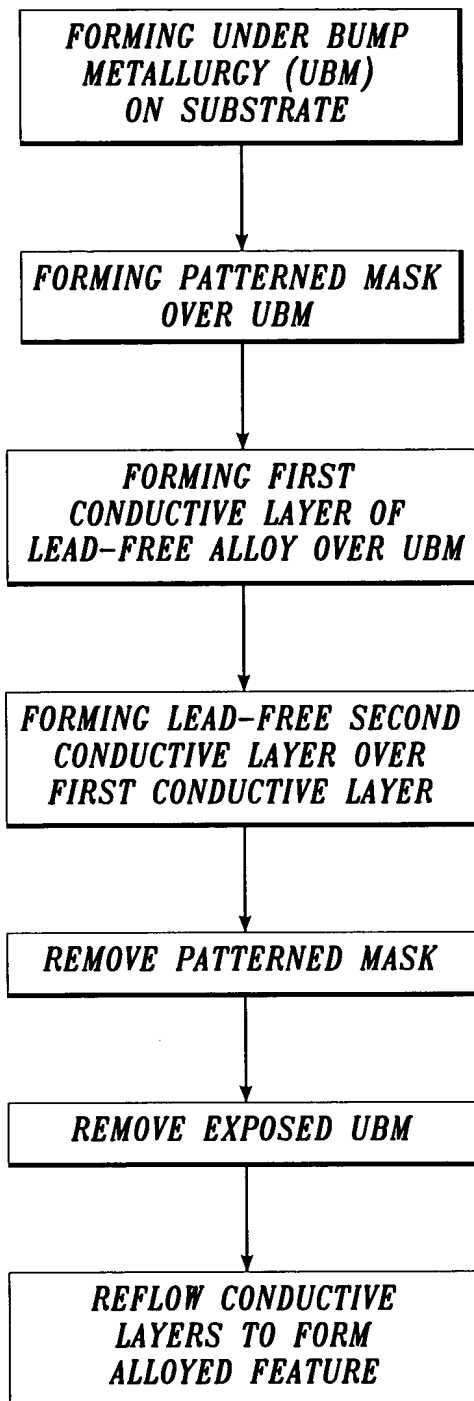 FORMING UNDER BUMP
METALLURGY (UBM)
ON SUBSTRATE
FORMING PATTERNED MASK
OVER UBM
FORMING FIRST
CONDUCTIVE LAYER OF
LEAD-FREE ALLOY OVER UBM
FORMING LEAD-FREE SECOND
CONDUCTIVE LAYER OVER
FIRST CONDUCTIVE LAYER
REMOVE PATTERNED MASK
REMOVE EXPOSED UBM
REFLOW CONDUCTIVE
LAYERS TO FORM
ALLOYED FEATURE